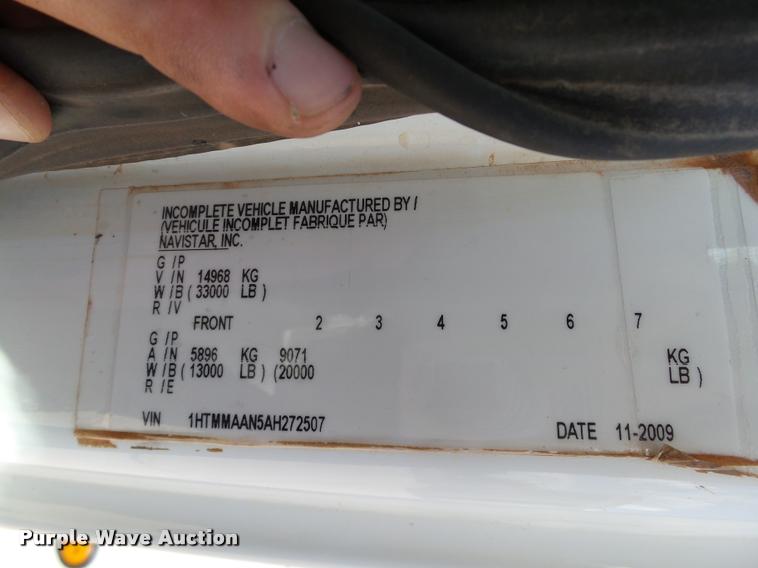 INCOMPLETE VEHICLE MANUFACTURED BY /
(VEHICULE INCOMPLET FABRIQUE PAR)
NAVISTAR, INC.
G /P
V /N 14968 KG
W /B ( 33000 LB )
R /V
FRONT 2 3 4 5 6 7
G /P
A /N 5896 KG 9071 KG
W /B ( 13000 LB ) (20000 LB )
R /E
VIN 1HTMMAAN5AH272507 DATE 11-2009
Purple Wave Auction